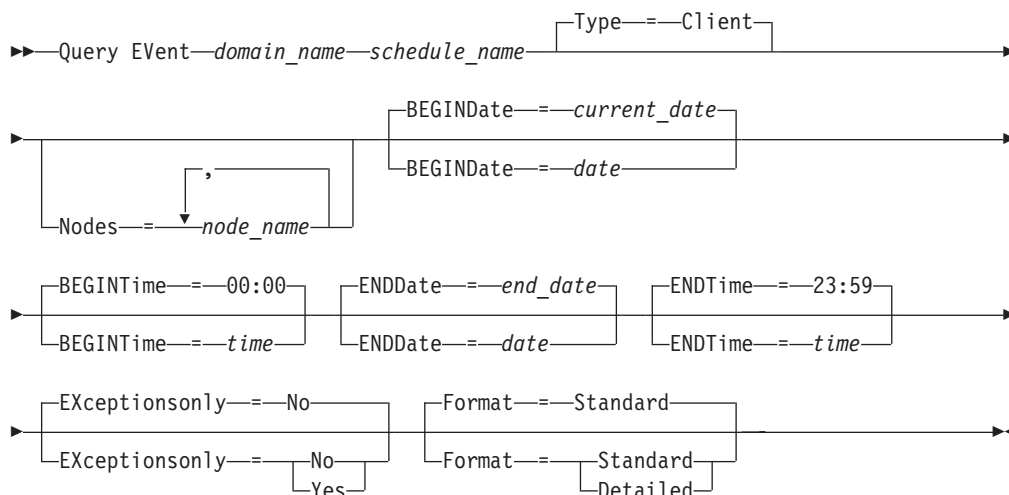 Type = Client
Query EVent domain_name schedule_name
BEGINDate = current_date
BEGINDate = date
,
Nodes = node_name
BEGINTime = 00:00 ENDDate = end_date ENDTime = 23:59
BEGINTime = time ENDDate = date ENDTime = time
EXceptionsonly = No Format = Standard
EXceptionsonly = No Format = Standard
Yes Detailed